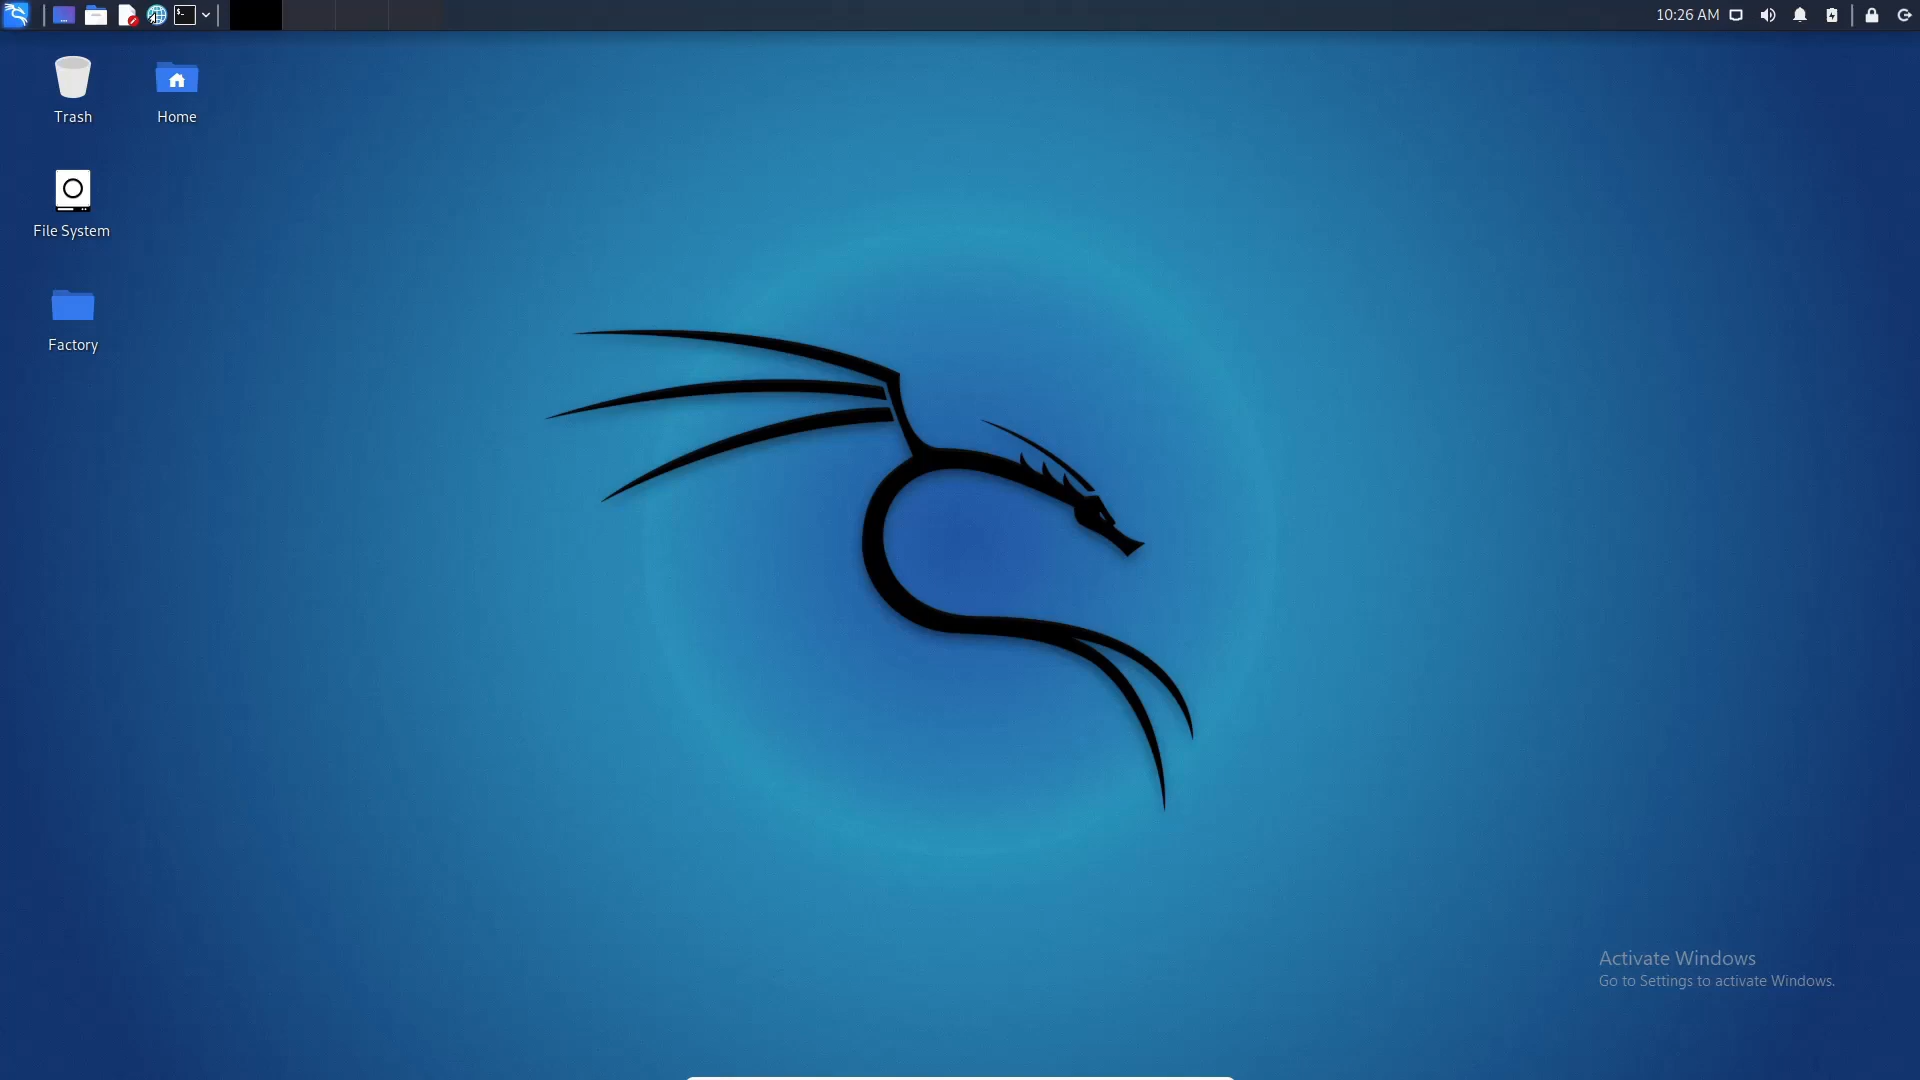 10:26 AM
Trash
Home
File System
Factory
Activate Windows
Go to Settings to activate Windows.